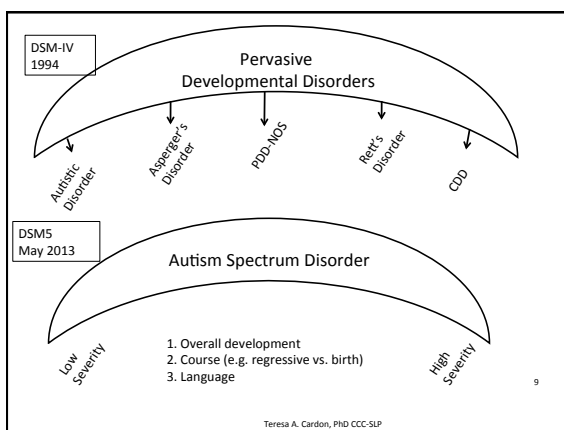 DSM-IV
1994
Pervasive
Developmental Disorders
Autistic
Disorder
Asperger's
Disorder
PDD-NOS
Rett's
Disorder
CDD
DSM5
May 2013
Autism Spectrum Disorder
Low
Severity
1. Overall development
2. Course (e.g. regressive vs. birth)
3. Language
High
Severity
9
Teresa A. Cardon, PhD CCC-SLP